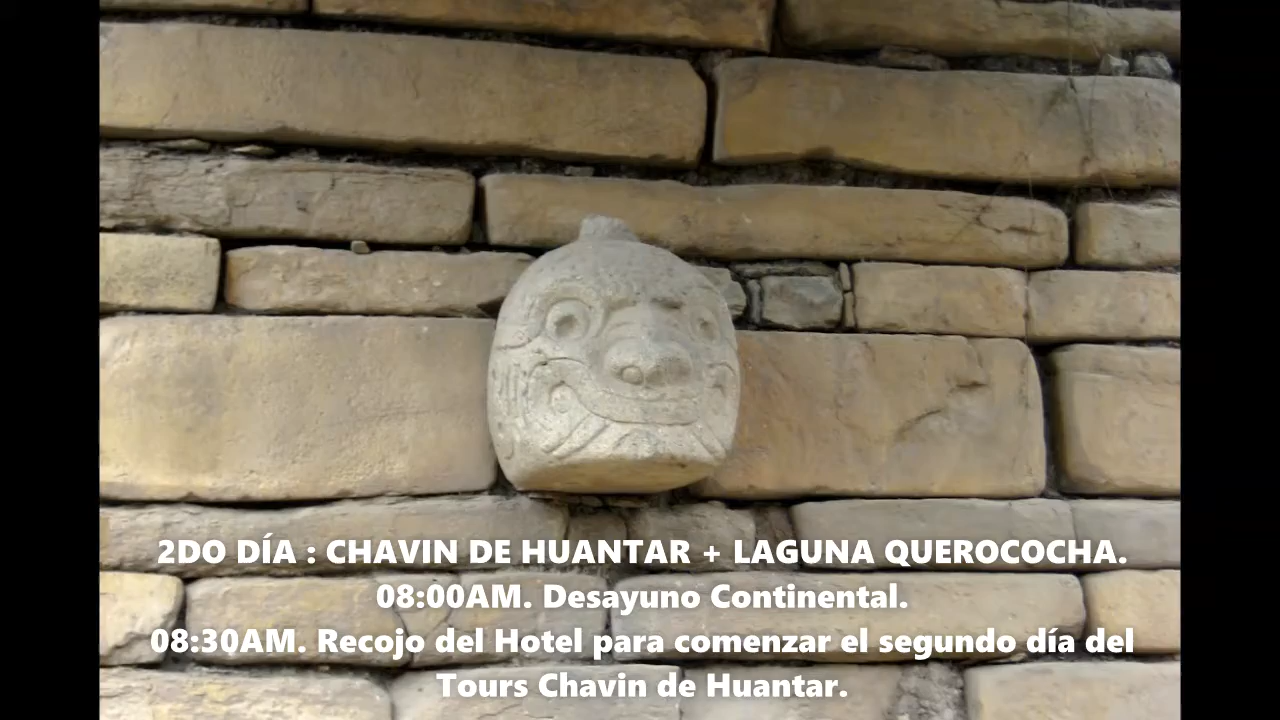 2DO DÍA : CHAVIN DE HUANTAR + LAGUNA QUEROCOCHA.
08:00AM. Desayuno Continental.
08:30AM. Recojo del Hotel para comenzar el segundo día del
Tours Chavin de Huantar.